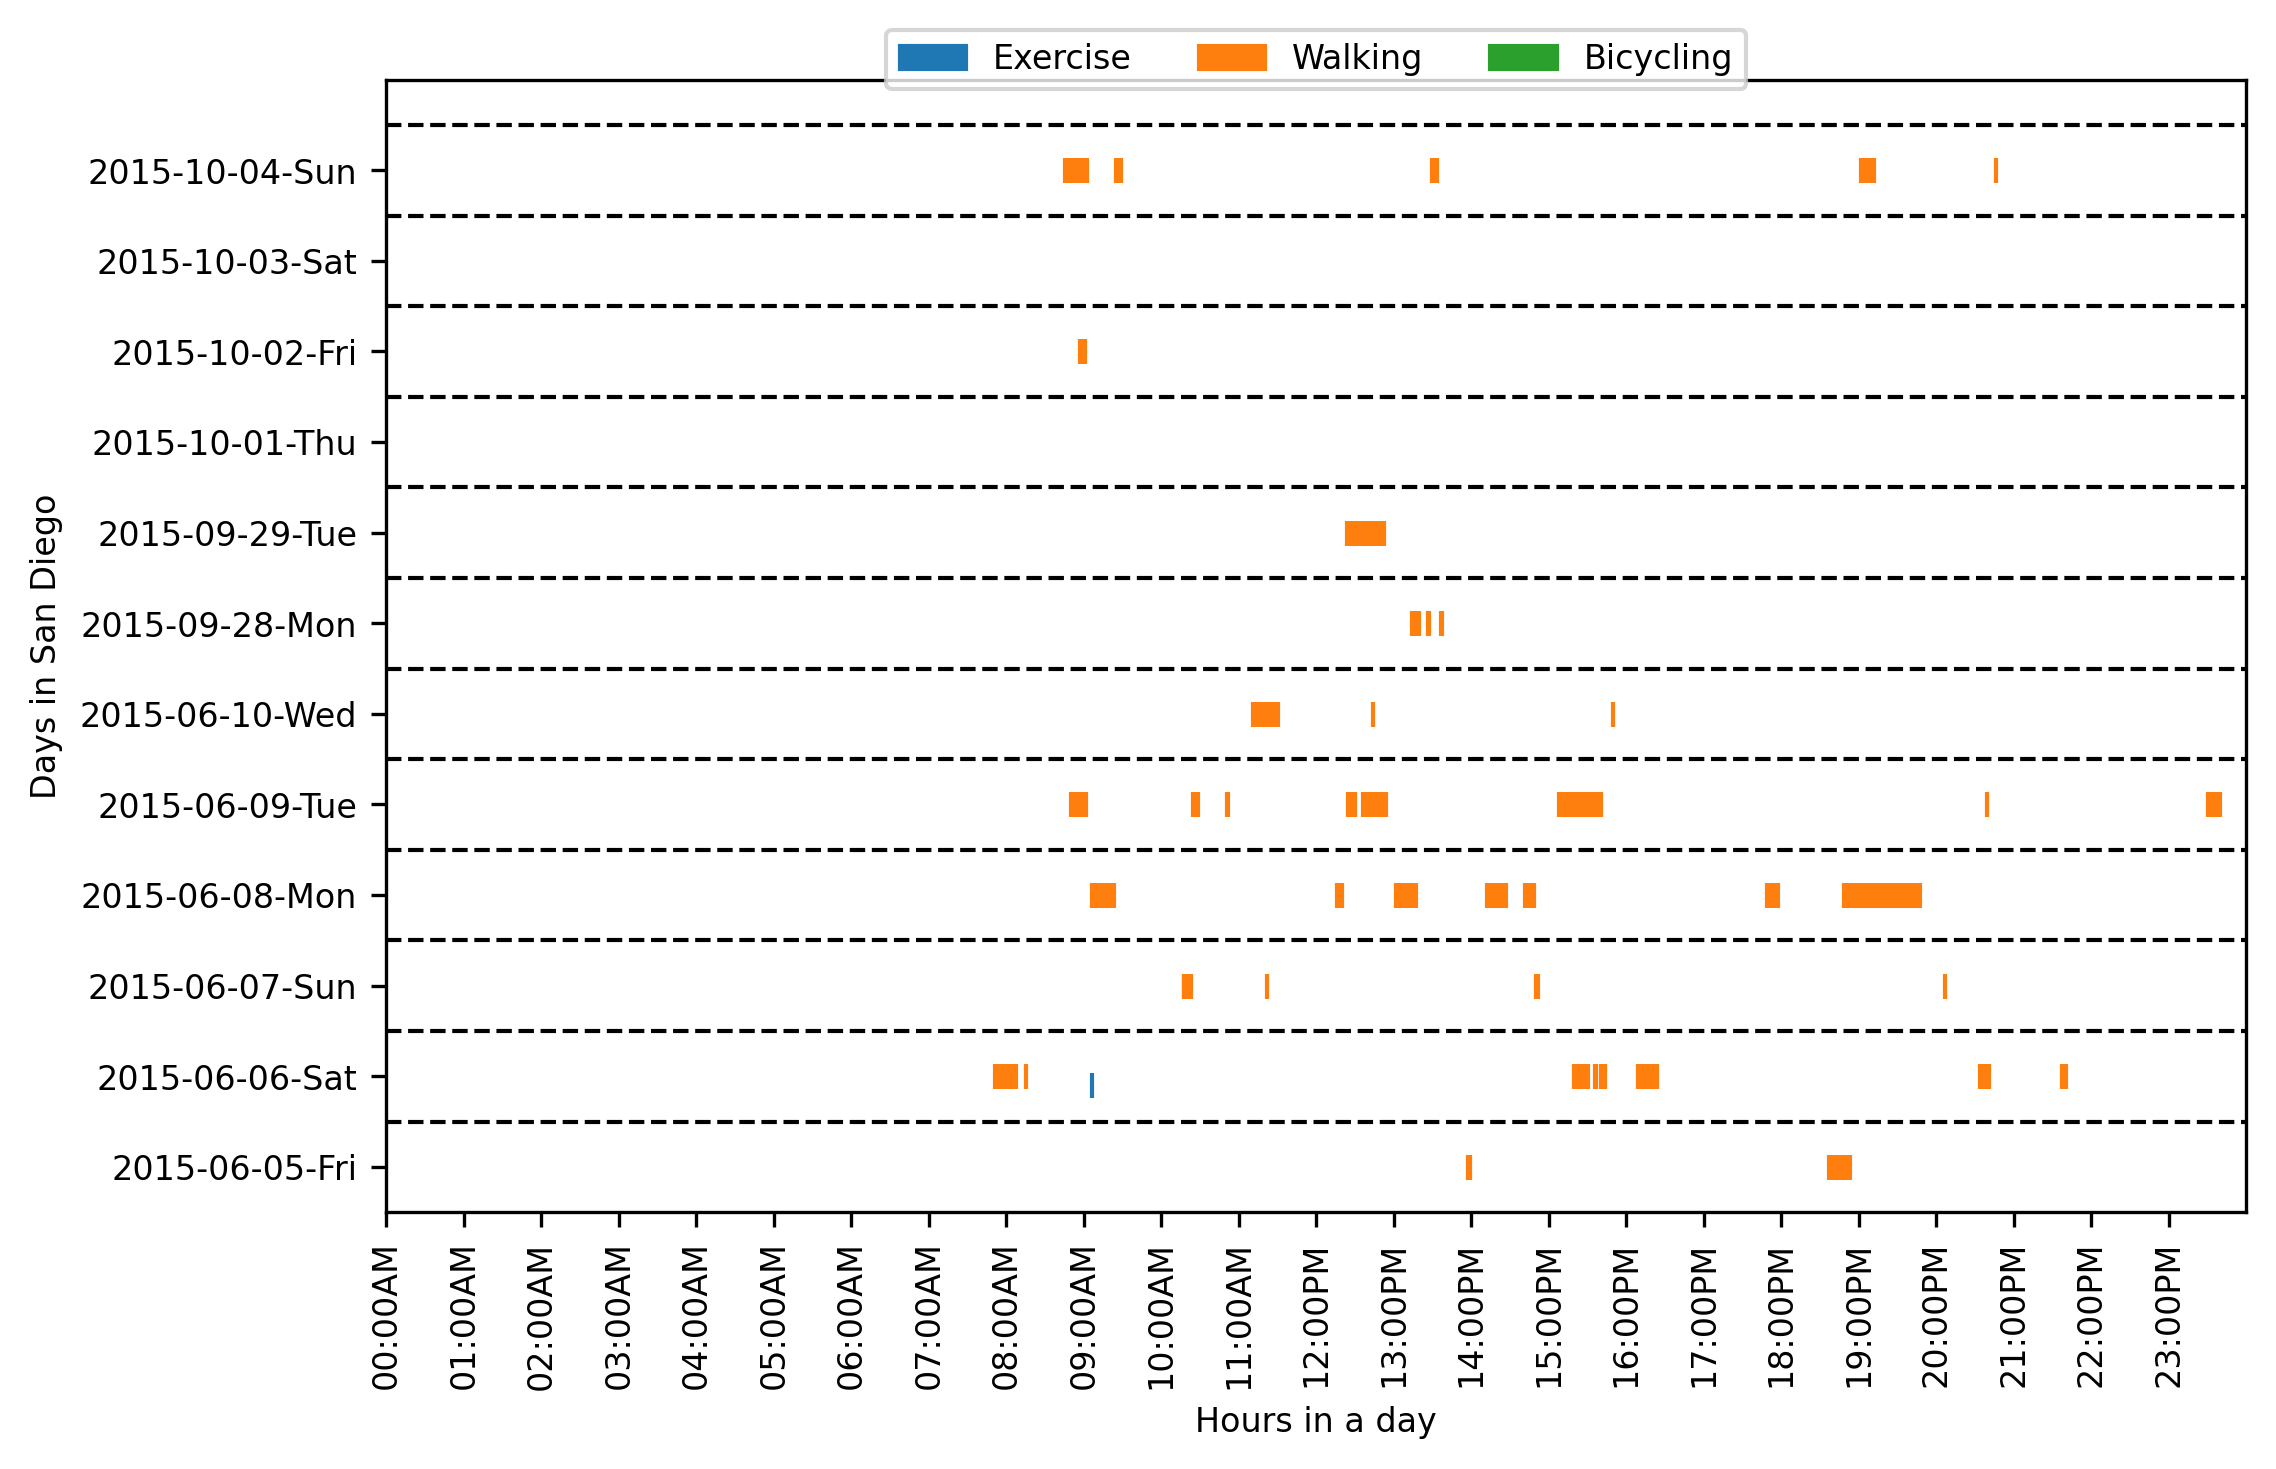 Exercise Walking Bicycling
Days in San Diego
2015-10-04-Sun
2015-10-03-Sat
2015-10-02-Fri
2015-10-01-Thu
2015-09-29-Tue
2015-09-28-Mon
2015-06-10-Wed
2015-06-09-Tue
2015-06-08-Mon
2015-06-07-Sun
2015-06-06-Sat
2015-06-05-Fri
00:00AM
01:00AM
02:00AM
03:00AM
04:00AM
05:00AM
06:00AM
07:00AM
08:00AM
09:00AM
10:00AM
11:00AM
12:00PM
13:00PM
14:00PM
15:00PM
16:00PM
17:00PM
18:00PM
19:00PM
20:00PM
21:00PM
22:00PM
23:00PM
Hours in a day